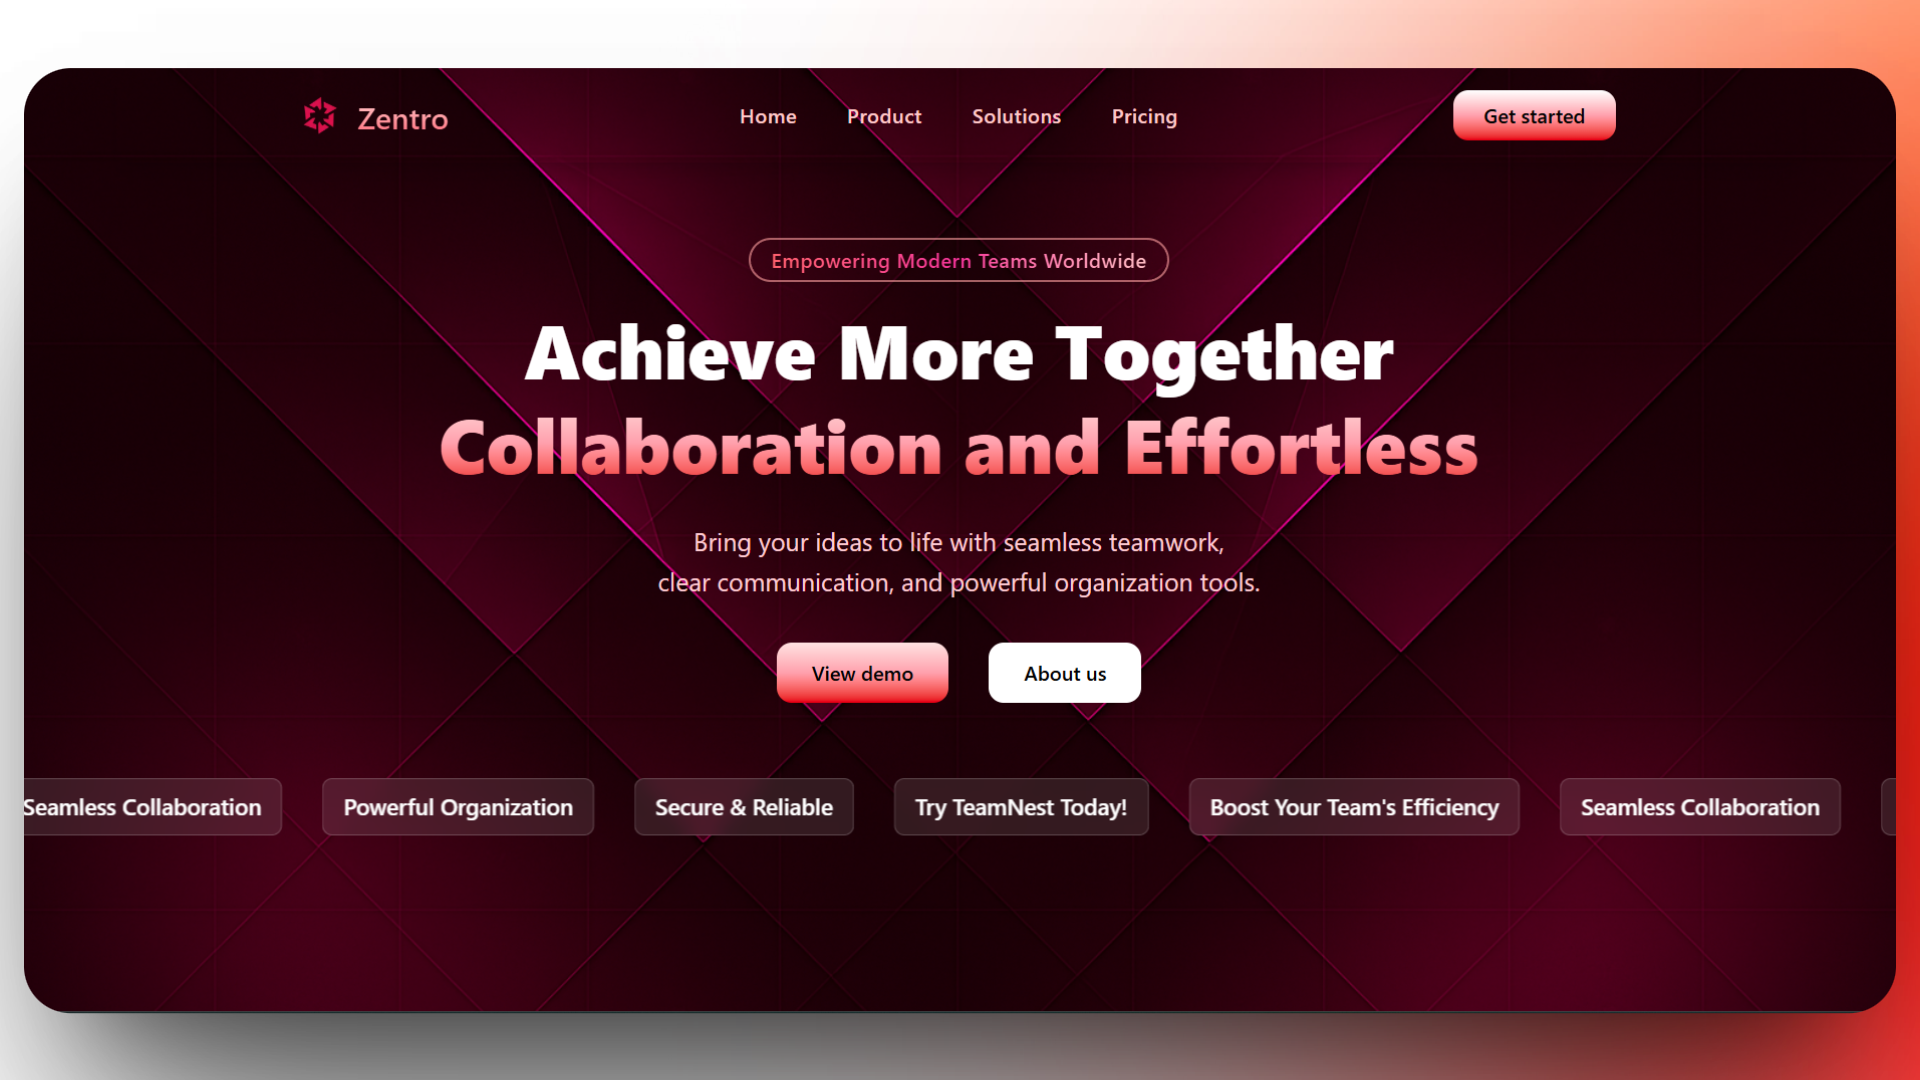 Zentro
Home
Product
Solutions
Pricing
Get started
Empowering Modern Teams Worldwide
Achieve More Together
Collaboration and Effortless
Bring your ideas to life with seamless teamwork,
clear communication, and powerful organization tools.
View demo
About us
Seamless Collaboration
Powerful Organization
Secure & Reliable
Try TeamNest Today!
Boost Your Team's Efficiency
Seamless Collaboration